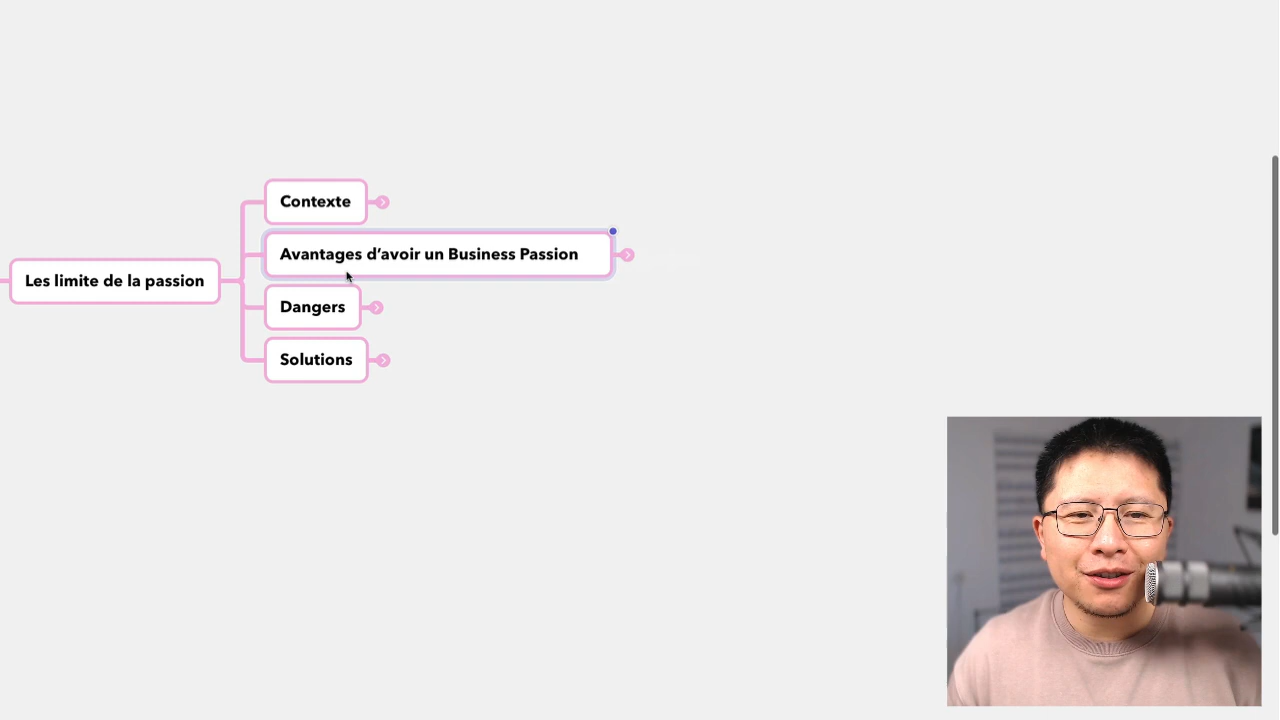 Contexte
Avantages d’avoir un Business Passion
Les limite de la passion
Dangers
Solutions